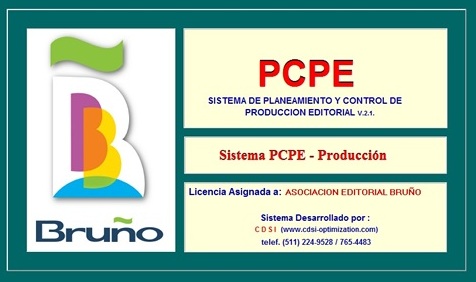 Bruño
PCPE
SISTEMA DE PLANEAMIENTO Y CONTROL DE
PRODUCCION EDITORIAL V.2.1.
Sistema PCPE - Producción
Licencia Asignada a: ASOCIACION EDITORIAL BRUÑO
Sistema Desarrollado por :
C D S I (www.cdsi-optimization.com)
telef. (511) 224-9528 / 765-4483